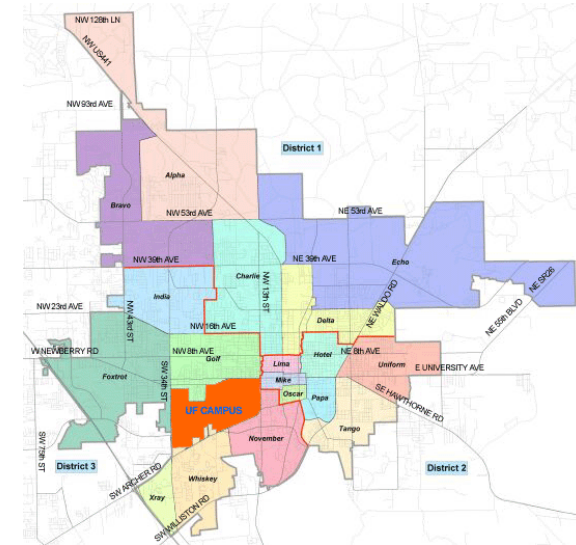 NW 128th LN
NW US441
NW 93rd AVE
District 1
Alpha
Bravo
NW 53rd AVE
NE 53rd AVE
NW 39th AVE
NE 39th AVE
Echo
Charlie
NW 13th ST
NE WALDO RD
NE SR26
NE 55th BLVD
India
NW 43rd ST
NW 23rd AVE
Delta
NW 16th AVE
W NEWBERRY RD
NW 8th AVE
Golf
Lima
Hotel
NE 8th AVE
Uniform
E UNIVERSITY AVE
Foxtrot
SW 34th ST
Mike
Oscar
Papa
SE HAWTHORNE RD
UF CAMPUS
Tango
November
SW 75th ST
District 3
SW ARCHER RD
Whiskey
District 2
Xray
SW WILLISTON RD